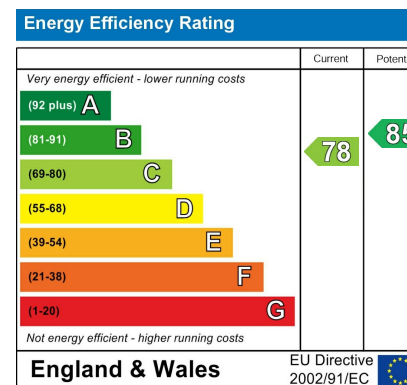 Energy Efficiency Rating
Current Potent
Very energy efficient - lower running costs
(92 plus) A
(81-91) B
85
78
(69-80) C
(55-68) D
(39-54) E
(21-38) F
(1-20) G
Not energy efficient - higher running costs
England & Wales
EU Directive
2002/91/EC